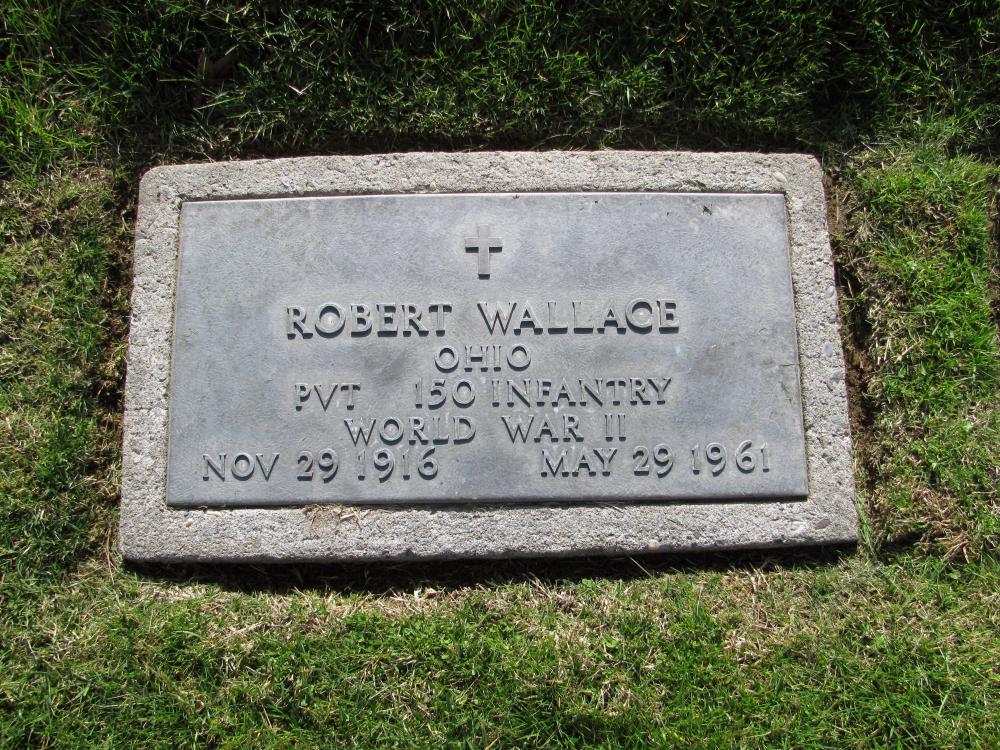 ROBERT WALLACE
OHIO
PVT 150 INFANTRY
WORLD WAR II
NOV 29 1916 MAY 29 1961